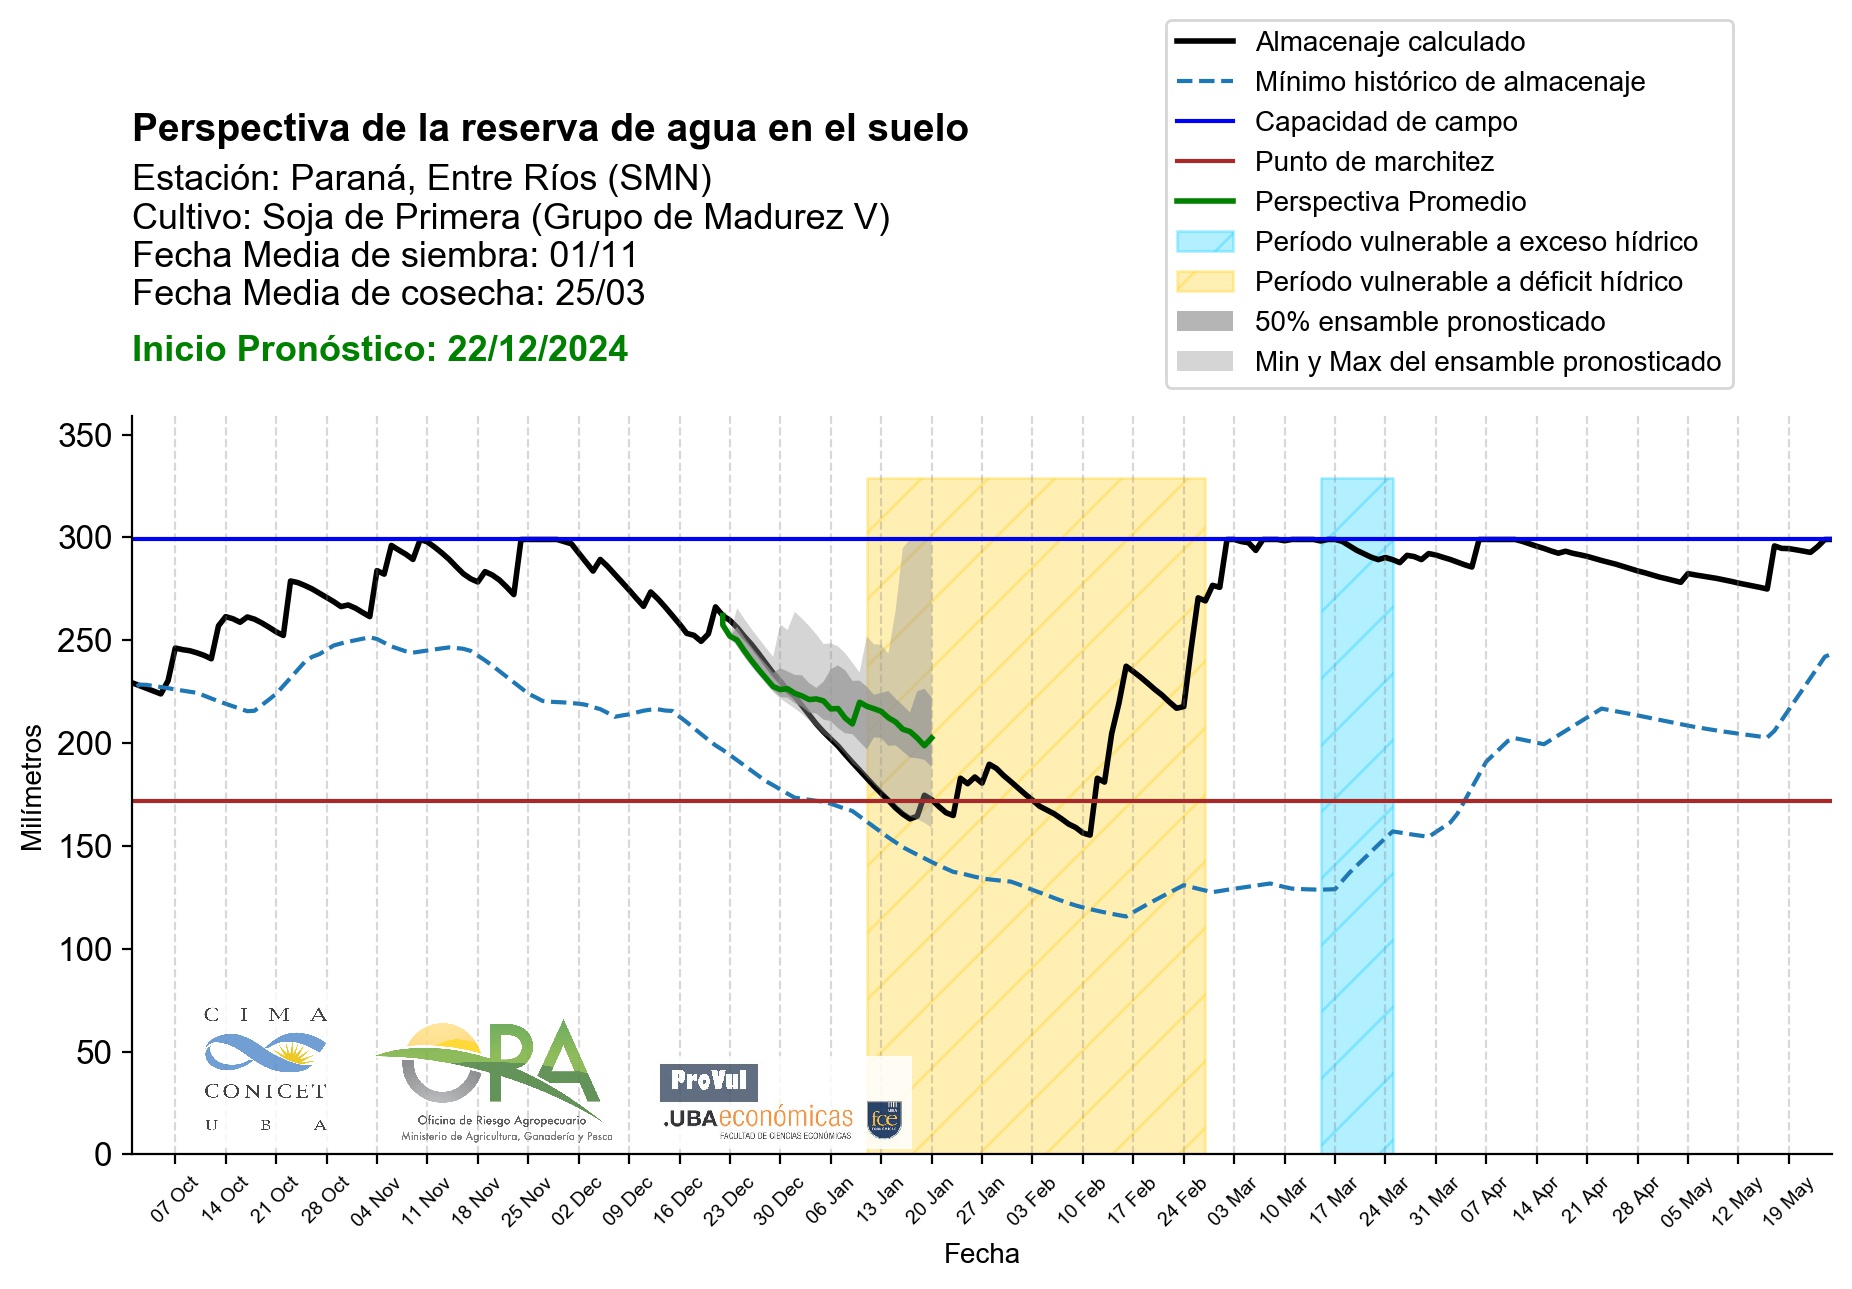 Almacenaje calculado
Mínimo histórico de almacenaje
Capacidad de campo
Punto de marchitez
Perspectiva Promedio
Período vulnerable a exceso hídrico
Período vulnerable a déficit hídrico
50% ensamble pronosticado
Min y Max del ensamble pronosticado
Perspectiva de la reserva de agua en el suelo
Estación: Paraná, Entre Ríos (SMN)
Cultivo: Soja de Primera (Grupo de Madurez V)
Fecha Media de siembra: 01/11
Fecha Media de cosecha: 25/03
Inicio Pronóstico: 22/12/2024
Milímetros
350
300
250
200
150
100
50
0
CIMA
CONICET
UBA
OPA
Oficina de Riesgo Agropecuario
Ministerio de Agricultura, Ganadería y Pesca
ProVul
.UBAeconómicas
FACULTAD DE CIENCIAS ECONÓMICAS
UBA
fce
07 Oct
14 Oct
21 Oct
28 Oct
04 Nov
11 Nov
18 Nov
25 Nov
02 Dec
09 Dec
16 Dec
23 Dec
30 Dec
06 Jan
13 Jan
20 Jan
27 Jan
03 Feb
10 Feb
17 Feb
24 Feb
03 Mar
10 Mar
17 Mar
24 Mar
31 Mar
07 Apr
14 Apr
21 Apr
28 Apr
05 May
12 May
19 May
Fecha